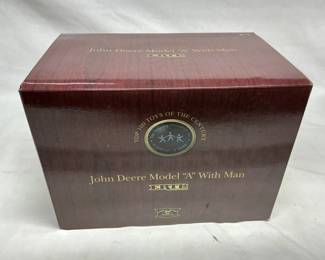 John Deere Model "A" With Man
ERTL
TOP 100 TOYS OF THE CENTURY
John Deere Model "A" With Man
ERTL